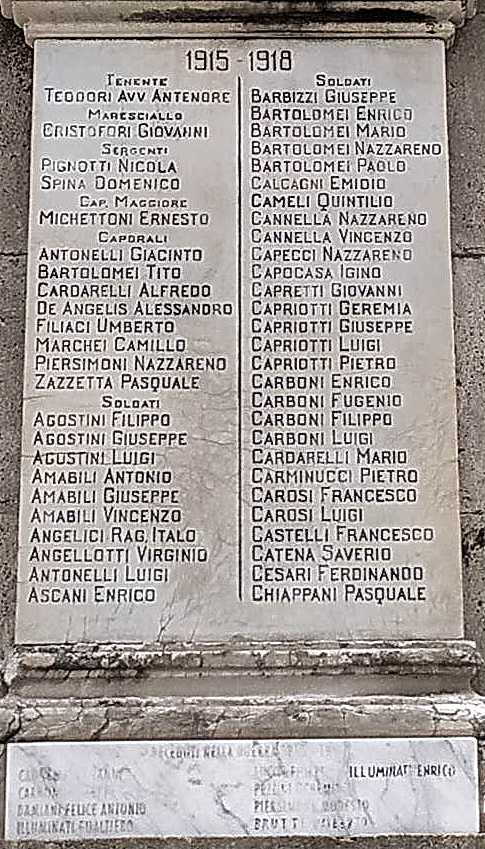 1915-1918
TENENTE
TEODORI AVV ANTENORE
MARESCIALLO
CRISTOFORI GIOVANNI
SERGENTI
PIGNOTTI NICOLA
SPINA DOMENICO
CAP. MAGGIORE
MICHETTONI ERNESTO
CAPORALI
ANTONELLI GIACINTO
BARTOLOMEI TITO
CARDARELLI ALFREDO
DE ANGELIS ALESSANDRO
FILIACI UMBERTO
MARCHEI CAMILLO
PIERSIMONI NAZZARENO
ZAZZETTA PASQUALE
SOLDATI
AGOSTINI FILIPPO
AGOSTINI GIUSEPPE
AGUSTINI LUIGI
AMABILI ANTONIO
AMABILI GIUSEPPE
AMABILI VINCENZO
ANGELICI RAG. ITALO
ANGELLOTTI VIRGINIO
ANTONELLI LUIGI
ASCANI ENRICO
SOLDATI
BARBIZZI GIUSEPPE
BARTOLOMEI ENRICO
BARTOLOMEI MARIO
BARTOLOMEI NAZZARENO
BARTOLOMEI PAOLO
CALCAGNI EMIDIO
CAMELI QUINTILIO
CANNELLA NAZZARENO
CANNELLA VINCENZO
CAPECCI NAZZARENO
CAPOCASA IGINO
CAPRETTI GIOVANNI
CAPRIOTTI GEREMIA
CAPRIOTTI GIUSEPPE
CAPRIOTTI LUIGI
CAPRIOTTI PIETRO
CARBONI ENRICO
CARBONI FUGENIO
CARBONI FILIPPO
CARBONI LUIGI
CARDARELLI MARIO
CARMINUCCI PIETRO
CAROSI FRANCESCO
CAROSI LUIGI
CASTELLI FRANCESCO
CATENA SAVERIO
CESARI FERDINANDO
CHIAPPANI PASQUALE
NELLA
DAMIANI FELICE ANTONIO
ILLUMINATI GUALTIERO
MODESTO
ILLUMINATI ENRICO